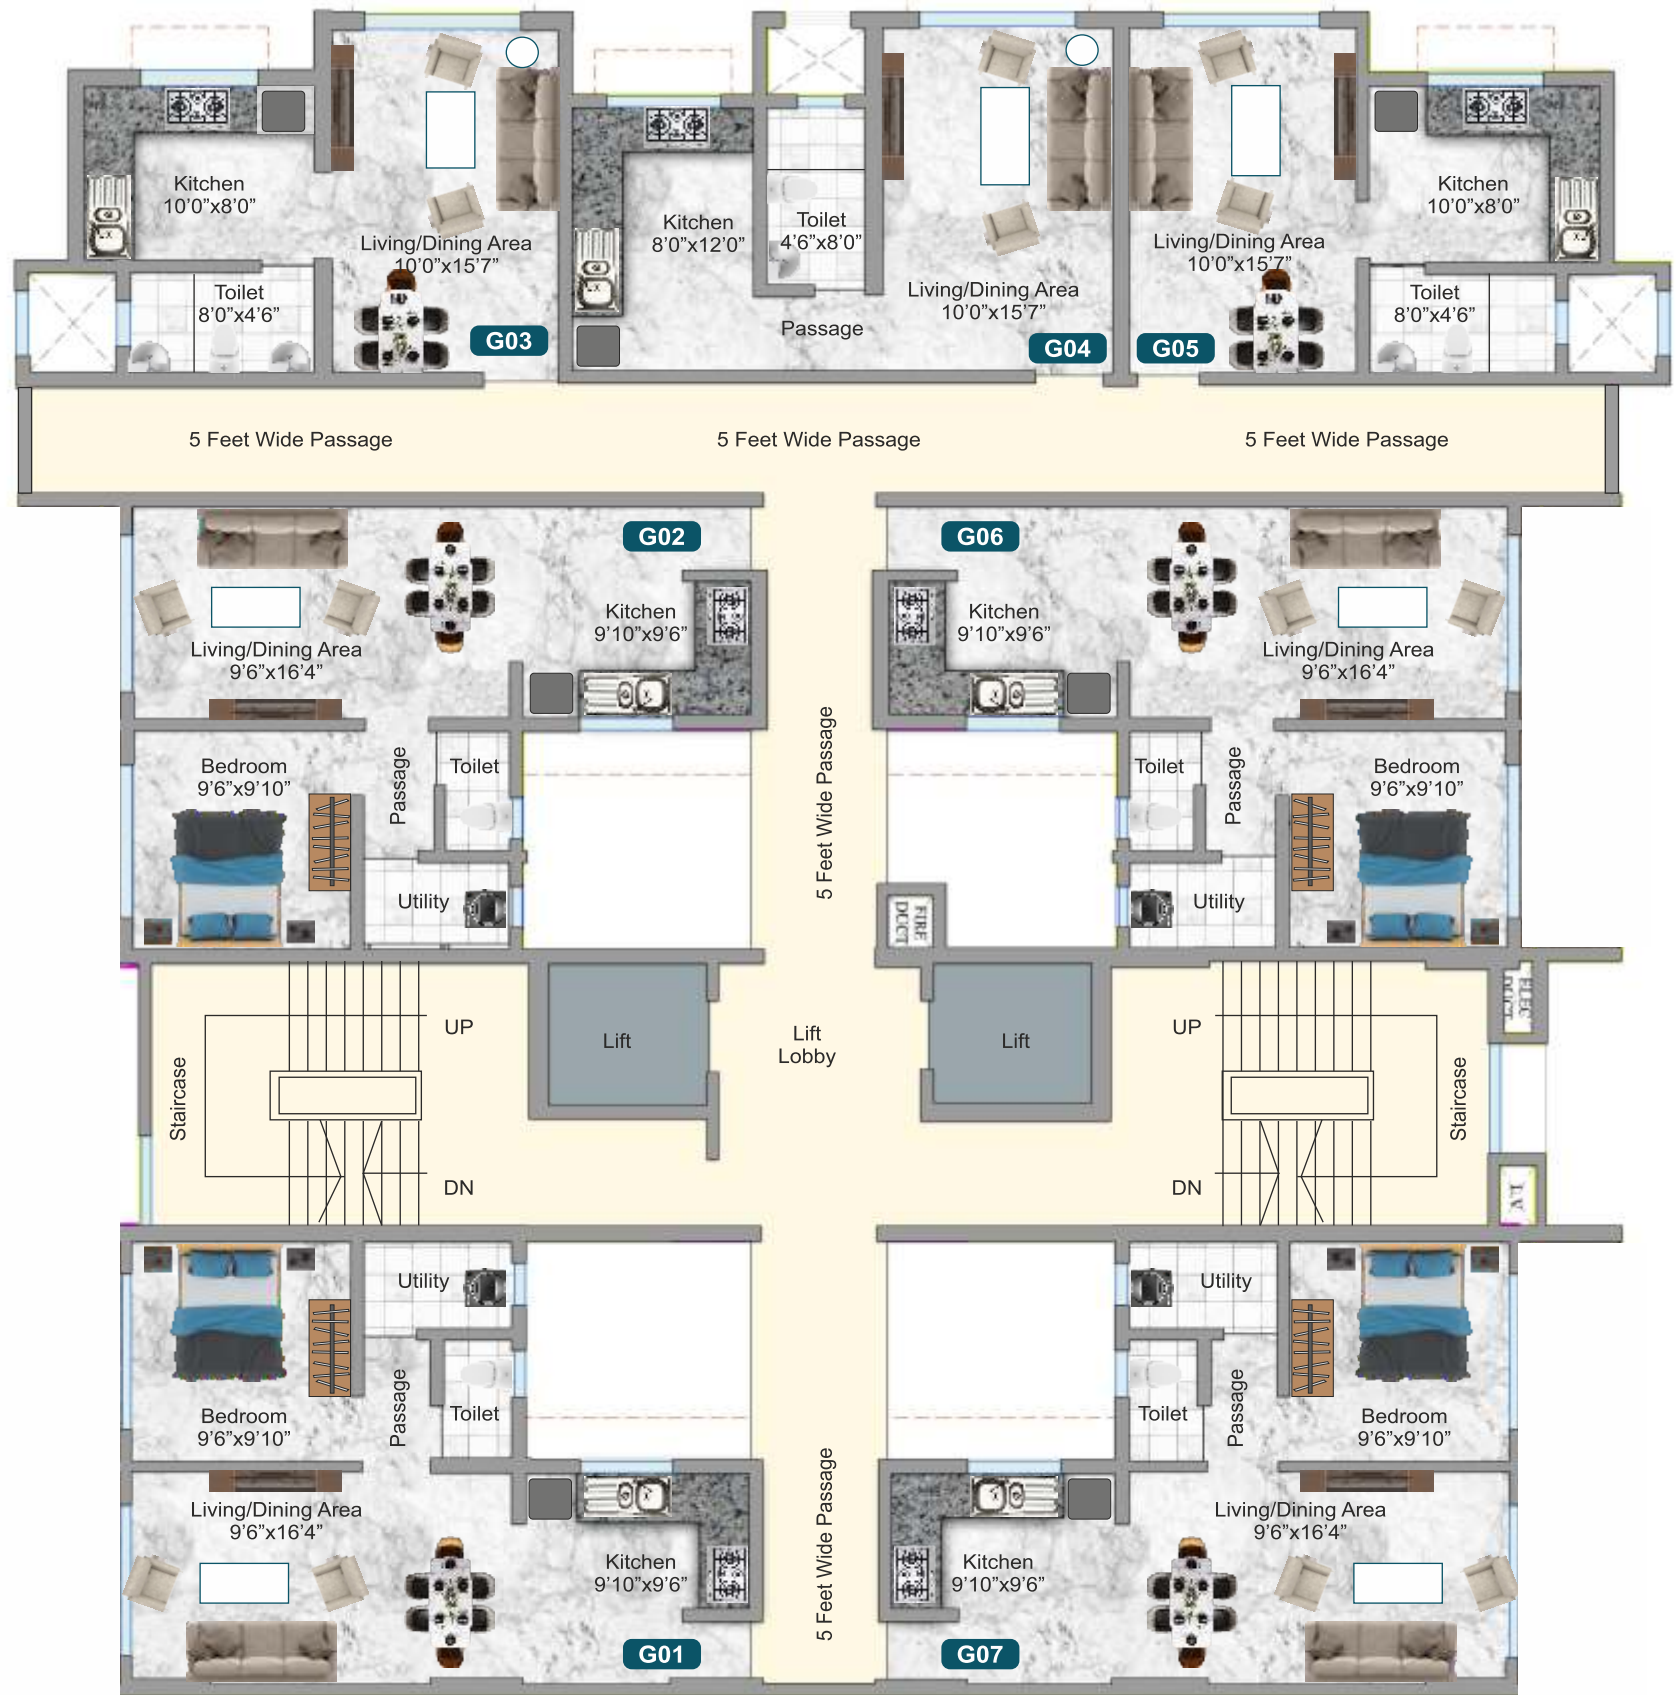 Kitchen
10'0"x8'0"
Living/Dining Area
10'0"x15'7"
Toilet
8'0"x4'6"
G03
Kitchen
8'0"x12'0"
Toilet
4'6"x8'0"
Passage
Living/Dining Area
10'0"x15'7"
G04
Living/Dining Area
10'0"x15'7"
G05
Kitchen
10'0"x8'0"
Toilet
8'0"x4'6"
5 Feet Wide Passage
5 Feet Wide Passage
5 Feet Wide Passage
G02
Kitchen
9'10"x9'6"
Living/Dining Area
9'6"x16'4"
Bedroom
9'6"x9'10"
Passage
Toilet
Utility
5 Feet Wide Passage
G06
Kitchen
9'10"x9'6"
Living/Dining Area
9'6"x16'4"
Toilet
Passage
Bedroom
9'6"x9'10"
Utility
FIRE
DUCT
Staircase
UP
DN
Lift
Lift
Lobby
Lift
UP
DN
Staircase
ELEC
DUCT
Utility
Bedroom
9'6"x9'10"
Passage
Toilet
Living/Dining Area
9'6"x16'4"
Kitchen
9'10"x9'6"
G01
5 Feet Wide Passage
Utility
Toilet
Passage
Bedroom
9'6"x9'10"
Living/Dining Area
9'6"x16'4"
Kitchen
9'10"x9'6"
G07